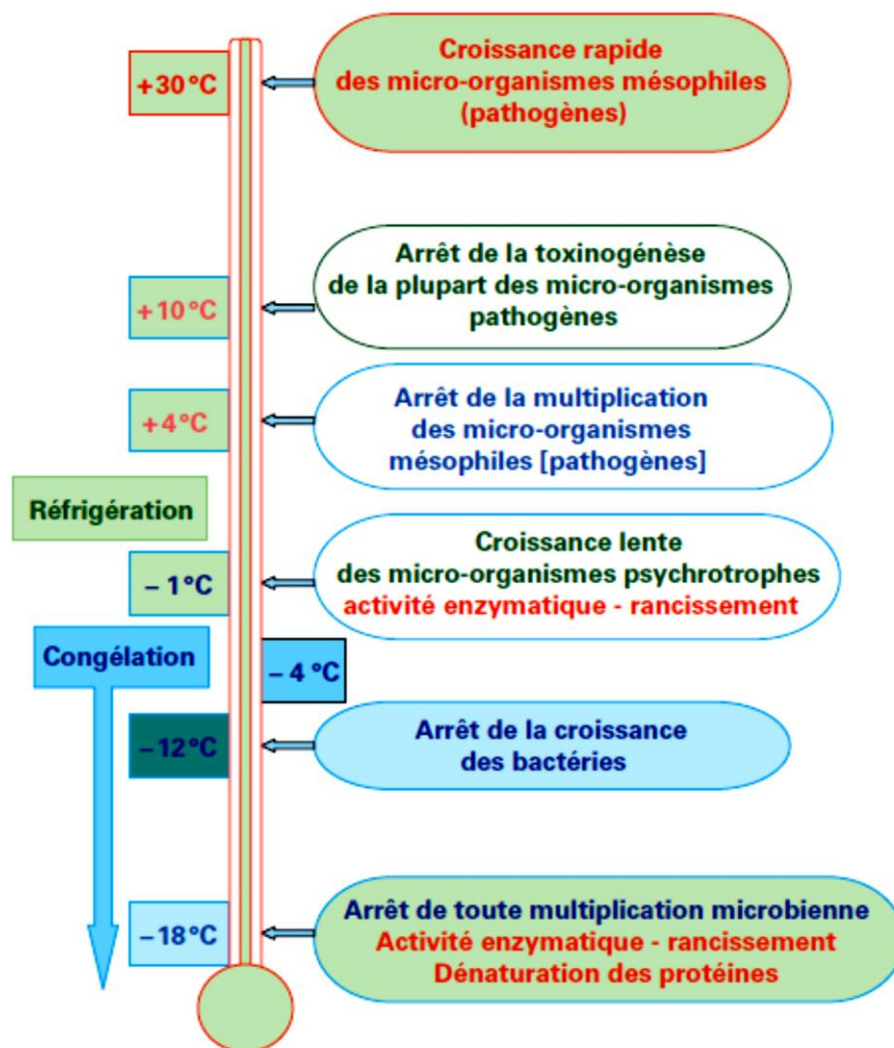 +30°C
Croissance rapide
des micro-organismes mésophiles
(pathogènes)
+10°C
Arrêt de la toxinogénèse
de la plupart des micro-organismes
pathogènes
+4°C
Arrêt de la multiplication
des micro-organismes
mésophiles [pathogènes]
Réfrigération
– 1°C
Croissance lente
des micro-organismes psychrotrophes
activité enzymatique - rancissement
Congélation
– 4°C
–12°C
Arrêt de la croissance
des bactéries
–18°C
Arrêt de toute multiplication microbienne
Activité enzymatique - rancissement
Dénaturation des protéines